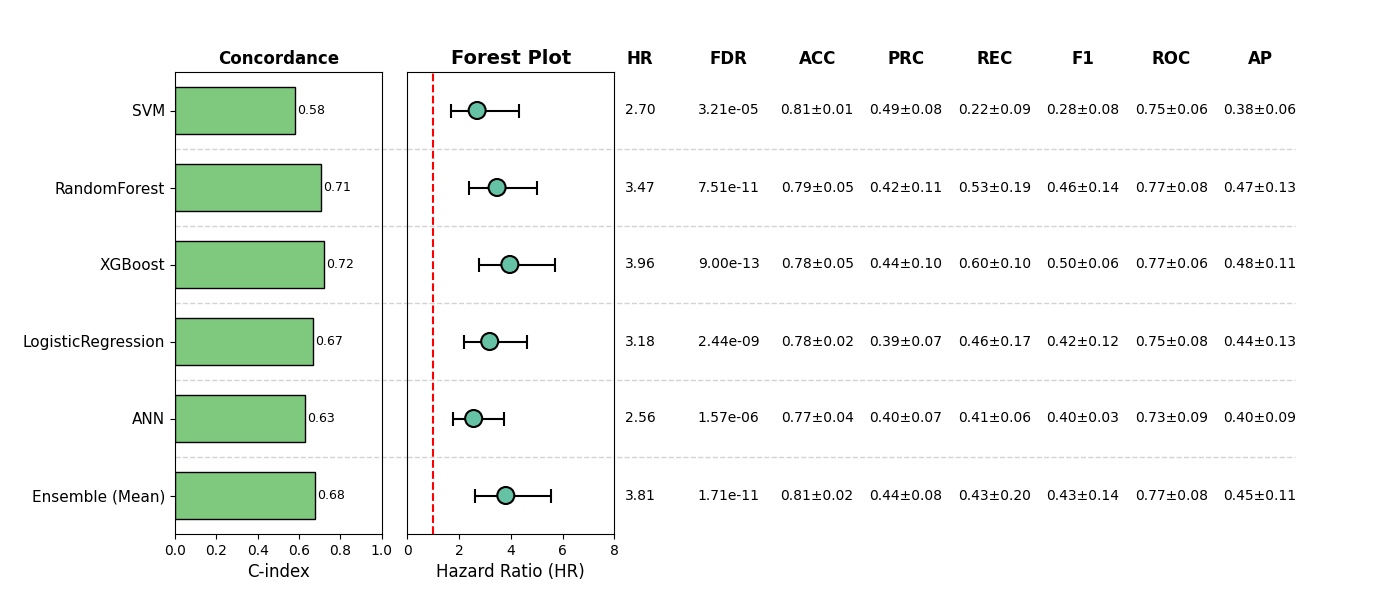 Concordance Forest Plot HR FDR ACC PRC REC F1 ROC AP
SVM 0.58 2.70 3.21e-05 0.81±0.01 0.49±0.08 0.22±0.09 0.28±0.08 0.75±0.06 0.38±0.06
RandomForest 0.71 3.47 7.51e-11 0.79±0.05 0.42±0.11 0.53±0.19 0.46±0.14 0.77±0.08 0.47±0.13
XGBoost 0.72 3.96 9.00e-13 0.78±0.05 0.44±0.10 0.60±0.10 0.50±0.06 0.77±0.06 0.48±0.11
LogisticRegression 0.67 3.18 2.44e-09 0.78±0.02 0.39±0.07 0.46±0.17 0.42±0.12 0.75±0.08 0.44±0.13
ANN 0.63 2.56 1.57e-06 0.77±0.04 0.40±0.07 0.41±0.06 0.40±0.03 0.73±0.09 0.40±0.09
Ensemble (Mean) 0.68 3.81 1.71e-11 0.81±0.02 0.44±0.08 0.43±0.20 0.43±0.14 0.77±0.08 0.45±0.11
0.0 0.2 0.4 0.6 0.8 1.0 0 2 4 6 8
C-index Hazard Ratio (HR)